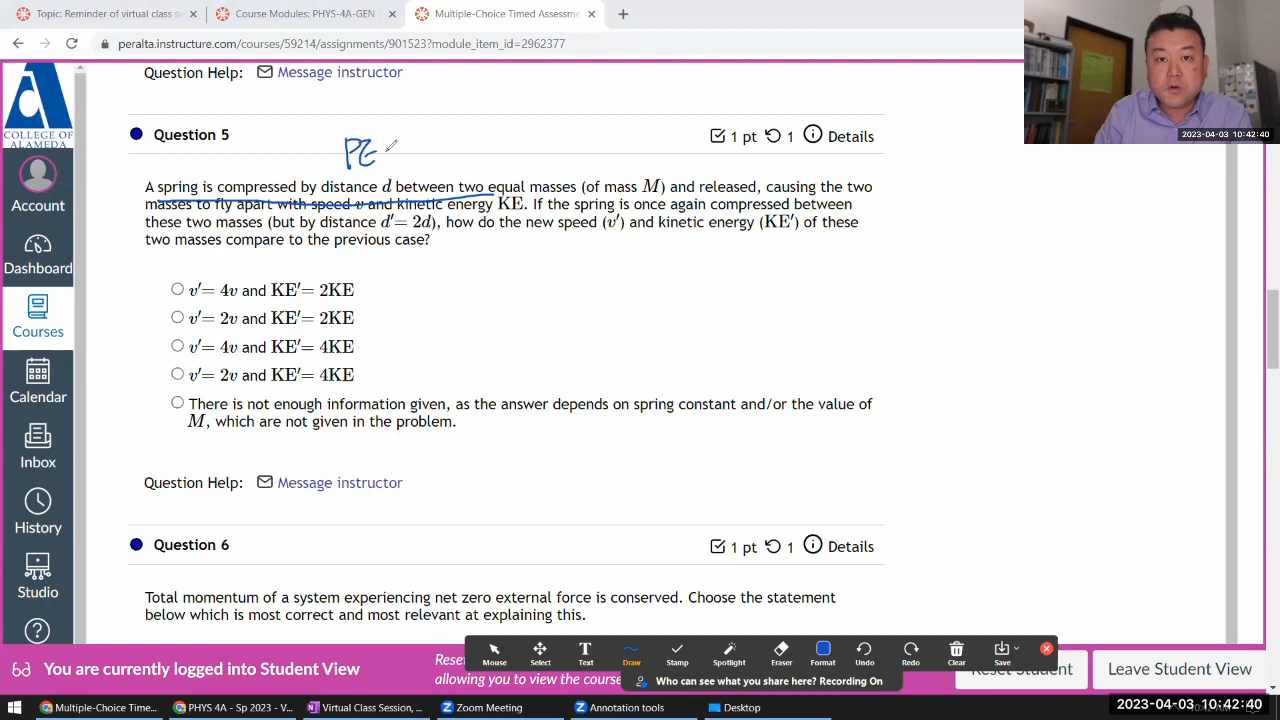 Topic: Reminder of virtual class s
Course Modules: PHYS-4A-GEN
Multiple-Choice Timed Assessme
peralta.instructure.com/courses/59214/assignments/901523?module_item_id=2962377
2023-04-03 10:42:40
COLLEGE OF
ALAMEDA
Account
Dashboard
Courses
Calendar
Inbox
History
Studio
Question Help: Message instructor
Question 5
1 pt 1 Details
PE
A spring is compressed by distance d between two equal masses (of mass M) and released, causing the two
masses to fly apart with speed v and kinetic energy KE. If the spring is once again compressed between
these two masses (but by distance d′= 2d), how do the new speed (v′) and kinetic energy (KE′) of these
two masses compare to the previous case?
v′= 4v and KE′= 2KE
v′= 2v and KE′= 2KE
v′= 4v and KE′= 4KE
v′= 2v and KE′= 4KE
There is not enough information given, as the answer depends on spring constant and/or the value of
M, which are not given in the problem.
Question Help: Message instructor
Question 6
1 pt 1 Details
Total momentum of a system experiencing net zero external force is conserved. Choose the statement
below which is most correct and most relevant at explaining this.
Mouse Select Text Draw Stamp Spotlight Eraser Format Undo Redo Clear Save
Who can see what you share here? Recording On
You are currently logged into Student View
Rese
allowing you to view the course
Reset Student
Leave Student View
Multiple-Choice Time...
PHYS 4A - Sp 2023 - V...
Virtual Class Session, ...
Zoom Meeting
Annotation tools
Desktop
2023-04-03 10:42:40